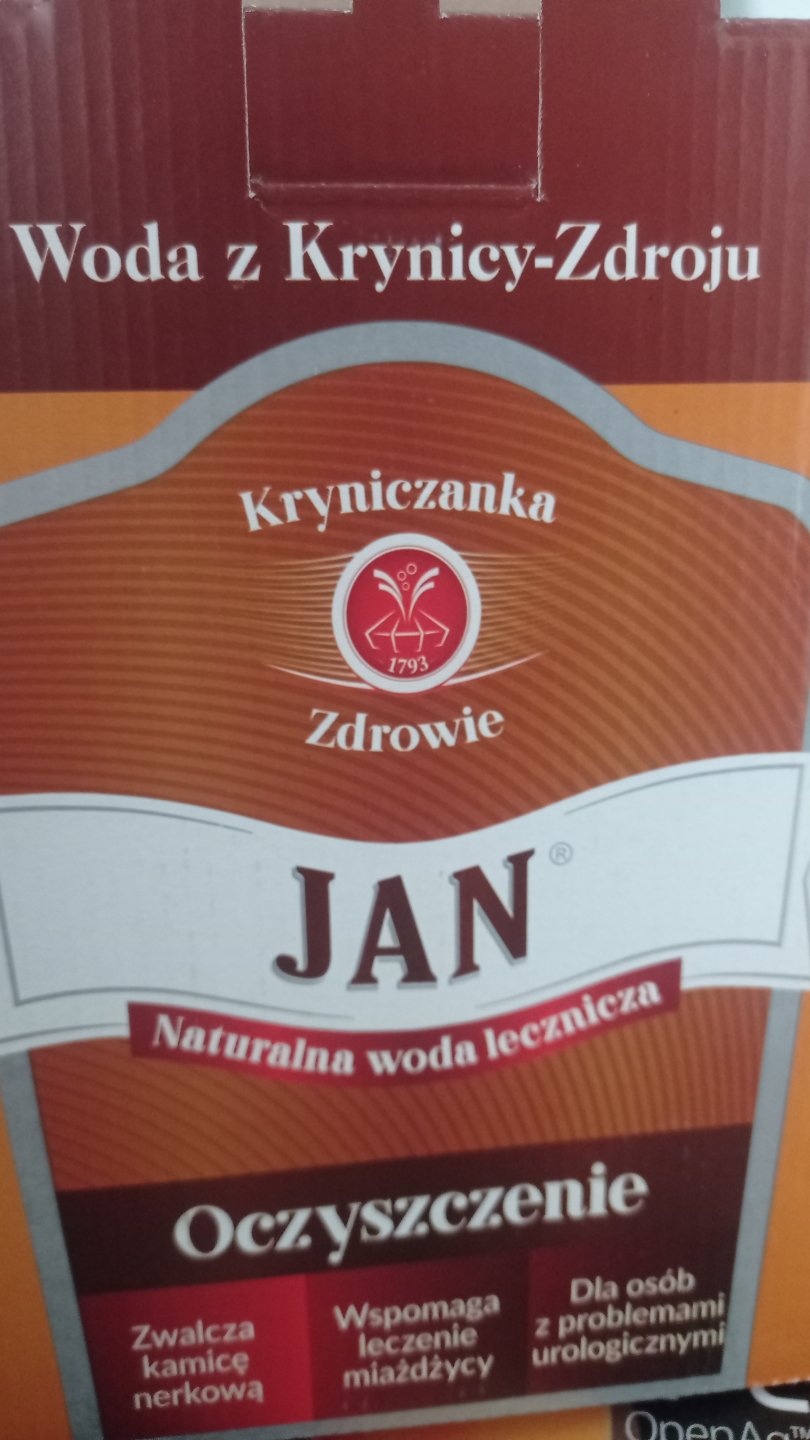 Woda z Krynicy-Zdroju
Kryniczanka
1793
Zdrowie
JAN®
Naturalna woda lecznicza
Oczyszczenie
Zwalcza
kamicę
nerkową
Wspomaga
leczenie
miażdżycy
Dla osób
z problemami
urologicznymi